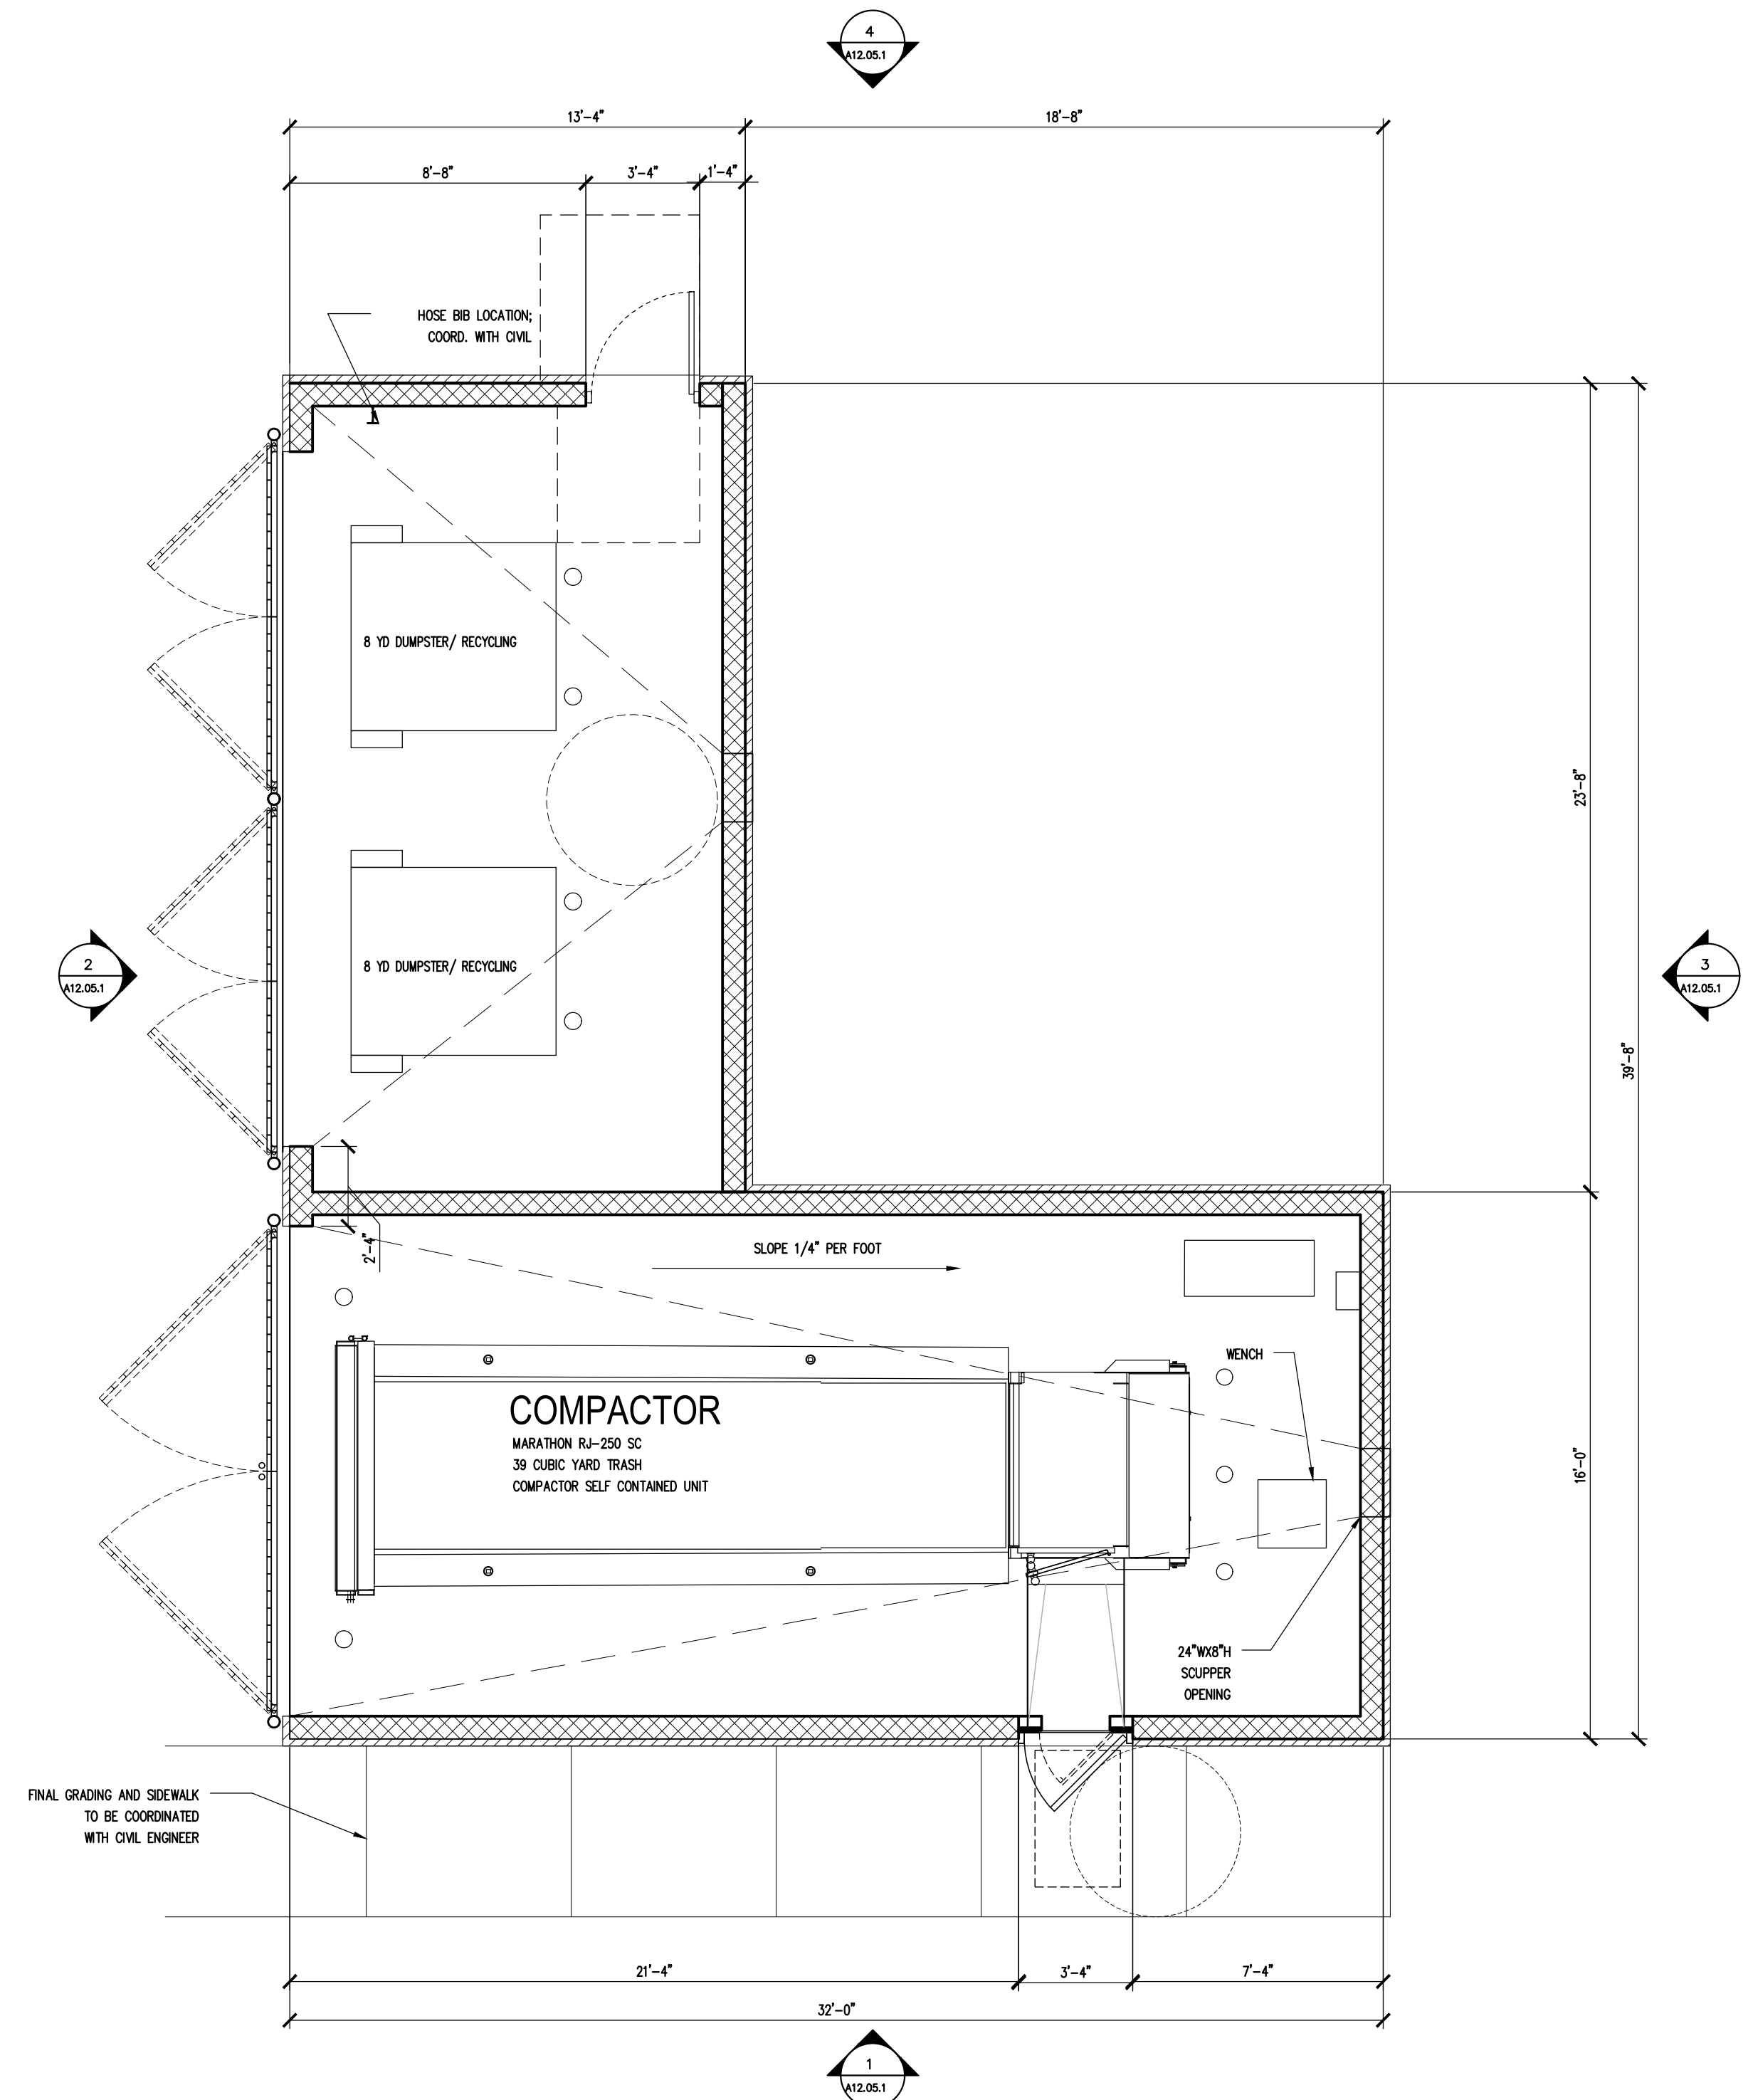 4
A12.05.1
13'-4"
18'-8"
8'-8"
3'-4"
1'-4"
HOSE BIB LOCATION;
COORD. WITH CIVIL
8 YD DUMPSTER/ RECYCLING
23'-8"
8 YD DUMPSTER/ RECYCLING
2
A12.05.1
3
A12.05.1
39'-8"
2'-4"
SLOPE 1/4" PER FOOT
WENCH
COMPACTOR
MARATHON RJ-250 SC
39 CUBIC YARD TRASH
COMPACTOR SELF CONTAINED UNIT
16'-0"
24"WX8"H
SCUPPER
OPENING
FINAL GRADING AND SIDEWALK
TO BE COORDINATED
WITH CIVIL ENGINEER
21'-4"
3'-4"
7'-4"
32'-0"
1
A12.05.1